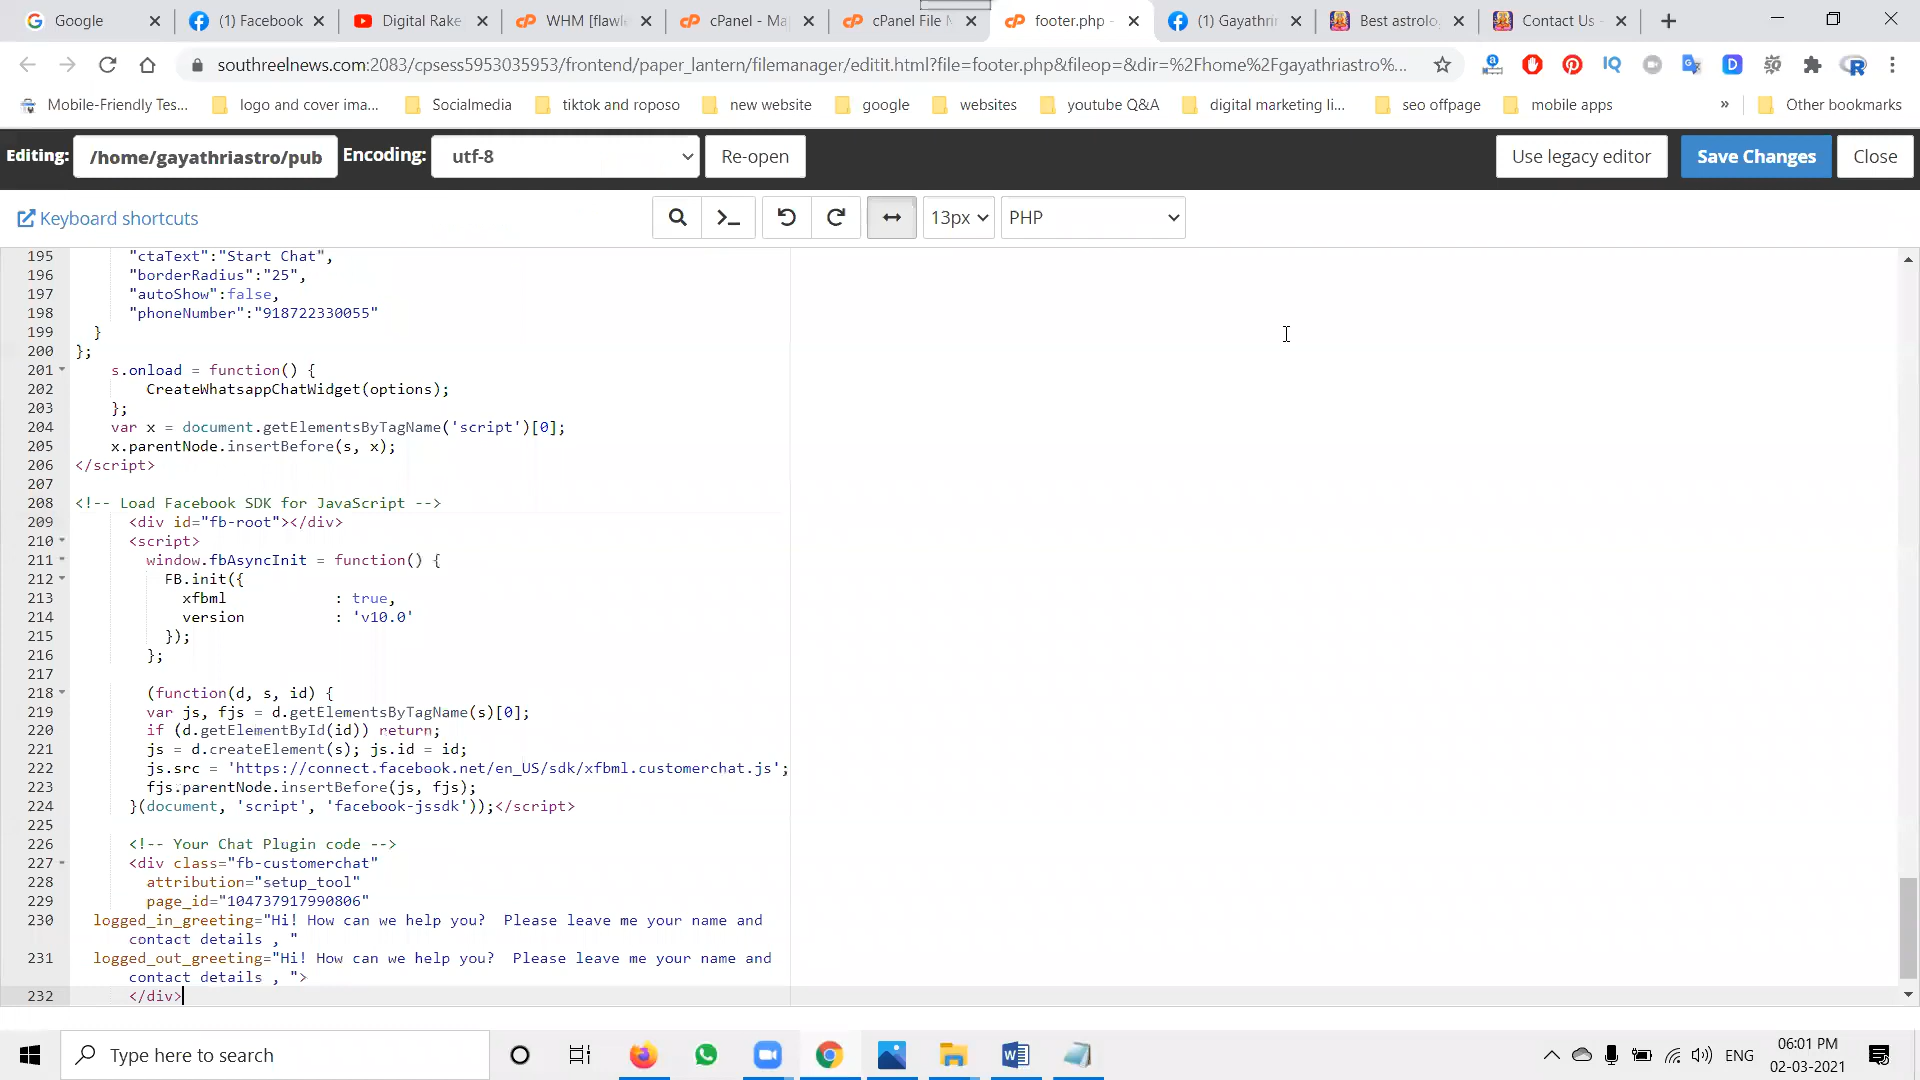 Google
(1) Facebook
Digital Rake
WHM [flawl
cPanel - Ma
cPanel File M
footer.php -
(1) Gayathri
Best astrolo
Contact Us -
southreelnews.com:2083/cpsess5953035953/frontend/paper_lantern/filemanager/editit.html?file=footer.php&fileop=&dir=%2Fhome%2Fgayathriastro%...
Mobile-Friendly Tes...
logo and cover ima...
Socialmedia
tiktok and roposo
new website
google
websites
youtube Q&A
digital marketing li...
seo offpage
mobile apps
»
Other bookmarks
Editing:
/home/gayathriastro/pub
Encoding:
utf-8
Re-open
Use legacy editor
Save Changes
Close
Keyboard shortcuts
13px
PHP
195 "ctaText":"Start Chat",
196 "borderRadius":"25",
197 "autoShow":false,
198 "phoneNumber":"918722330055"
199 }
200 };
201 s.onload = function() {
202 CreateWhatsappChatWidget(options);
203 };
204 var x = document.getElementsByTagName('script')[0];
205 x.parentNode.insertBefore(s, x);
206 </script>
207
208 <!-- Load Facebook SDK for JavaScript -->
209 <div id="fb-root"></div>
210 <script>
211 window.fbAsyncInit = function() {
212 FB.init({
213 xfbml : true,
214 version : 'v10.0'
215 });
216 };
217
218 (function(d, s, id) {
219 var js, fjs = d.getElementsByTagName(s)[0];
220 if (d.getElementById(id)) return;
221 js = d.createElement(s); js.id = id;
222 js.src = 'https://connect.facebook.net/en_US/sdk/xfbml.customerchat.js';
223 fjs.parentNode.insertBefore(js, fjs);
224 }(document, 'script', 'facebook-jssdk'));</script>
225
226 <!-- Your Chat Plugin code -->
227 <div class="fb-customerchat"
228 attribution="setup_tool"
229 page_id="104737917990806"
230 logged_in_greeting="Hi! How can we help you?  Please leave me your name and
contact details , "
231 logged_out_greeting="Hi! How can we help you?  Please leave me your name and
contact details , ">
232 </div>
Type here to search
ENG
06:01 PM
02-03-2021